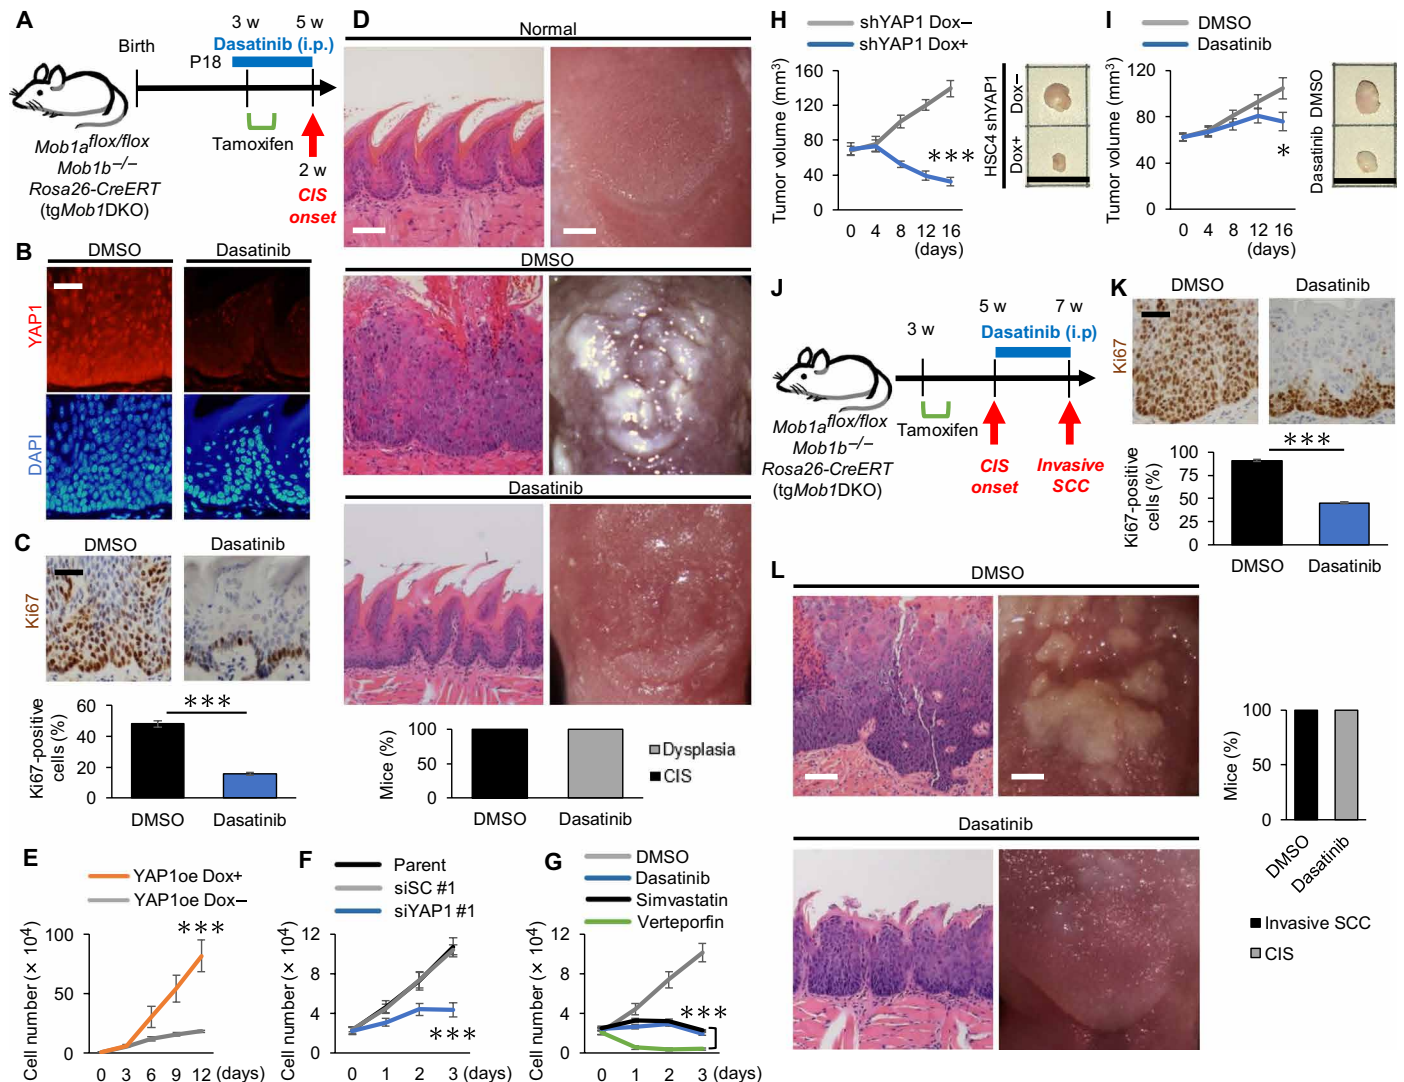 A
3 w
5 w
Birth
Dasatinib (i.p.)
P18
Tamoxifen
2 w
CIS
onset
Mob1a^flox/flox
Mob1b^−/−
Rosa26-CreERT
(tgMob1DKO)
B
DMSO
Dasatinib
YAP1
DAPI
C
DMSO
Dasatinib
Ki67
Ki67-positive
cells (%)
60
40
20
0
***
DMSO
Dasatinib
D
Normal
DMSO
Dasatinib
Mice (%)
100
50
0
DMSO
Dasatinib
Dysplasia
CIS
E
YAP1oe Dox+
YAP1oe Dox−
Cell number (× 10⁴)
100
50
0
***
0 3 6 9 12 (days)
F
Parent
siSC #1
siYAP1 #1
Cell number (× 10⁴)
12
8
4
0
***
0 1 2 3 (days)
G
DMSO
Dasatinib
Simvastatin
Verteporfin
Cell number (× 10⁴)
12
8
4
0
***
0 1 2 3 (days)
H
shYAP1 Dox−
shYAP1 Dox+
Tumor volume (mm³)
160
120
80
40
0
***
0 4 8 12 16
(days)
HSC4 shYAP1
Dox−
Dox+
I
DMSO
Dasatinib
Tumor volume (mm³)
120
80
40
0
*
0 4 8 12 16
(days)
DMSO
Dasatinib
J
3 w
5 w
7 w
Dasatinib (i.p)
Tamoxifen
CIS
onset
Invasive
SCC
Mob1a^flox/flox
Mob1b^−/−
Rosa26-CreERT
(tgMob1DKO)
K
DMSO
Dasatinib
Ki67
Ki67-positive
cells (%)
100
75
50
25
0
***
DMSO
Dasatinib
L
DMSO
Dasatinib
Mice (%)
100
50
0
DMSO
Dasatinib
Invasive SCC
CIS